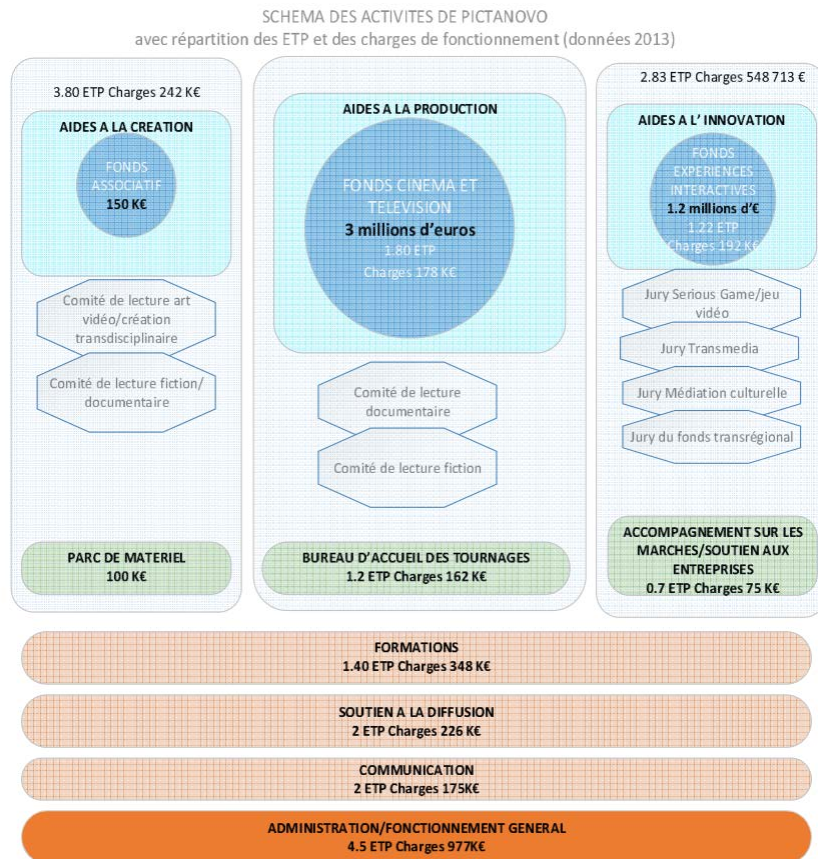 SCHEMA DES ACTIVITES DE PICTANOVO
avec répartition des ETP et des charges de fonctionnement (données 2013)
3.80 ETP Charges 242 K€
AIDES A LA CREATION
FONDS
ASSOCIATIF
150 K€
Comité de lecture art
vidéo/création
transdisciplinaire
Comité de lecture fiction/
documentaire
PARC DE MATERIEL
100 K€
AIDES A LA PRODUCTION
FONDS CINEMA ET
TELEVISION
3 millions d'euros
1.80 ETP
Charges 178 K€
Comité de lecture
documentaire
Comité de lecture fiction
BUREAU D'ACCUEIL DES TOURNAGES
1.2 ETP Charges 162 K€
2.83 ETP Charges 548 713 €
AIDES A L' INNOVATION
FONDS
EXPERIENCES
INTERACTIVES
1.2 millions d'€
1.22 ETP
Charges 192 K€
Jury Serious Game/jeu
vidéo
Jury Transmedia
Jury Médiation culturelle
Jury du fonds transrégional
ACCOMPAGNEMENT SUR LES
MARCHES/SOUTIEN AUX
ENTREPRISES
0.7 ETP Charges 75 K€
FORMATIONS
1.40 ETP Charges 348 K€
SOUTIEN A LA DIFFUSION
2 ETP Charges 226 K€
COMMUNICATION
2 ETP Charges 175K€
ADMINISTRATION/FONCTIONNEMENT GENERAL
4.5 ETP Charges 977K€